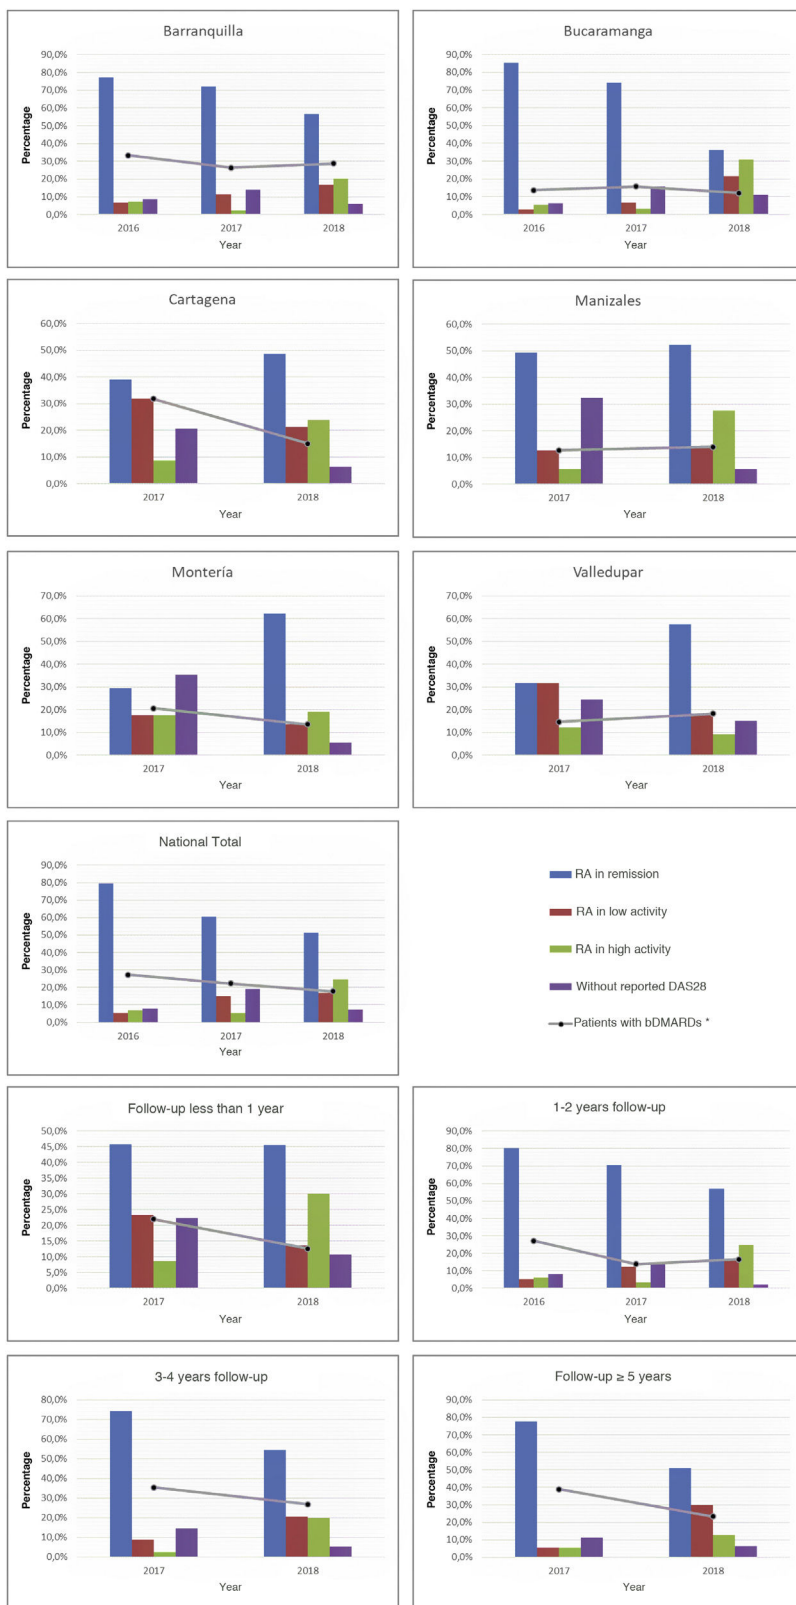 Barranquilla
90,0%
80,0%
70,0%
60,0%
50,0%
40,0%
30,0%
20,0%
10,0%
0,0%
Percentage
2016 2017 2018
Year
Bucaramanga
90,0%
80,0%
70,0%
60,0%
50,0%
40,0%
30,0%
20,0%
10,0%
0,0%
Percentage
2016 2017 2018
Year
Cartagena
60,0%
50,0%
40,0%
30,0%
20,0%
10,0%
0,0%
Percentage
2017 2018
Year
Manizales
60,0%
50,0%
40,0%
30,0%
20,0%
10,0%
0,0%
Percentage
2017 2018
Year
Montería
70,0%
60,0%
50,0%
40,0%
30,0%
20,0%
10,0%
0,0%
Percentage
2017 2018
Year
Valledupar
70,0%
60,0%
50,0%
40,0%
30,0%
20,0%
10,0%
0,0%
Percentage
2017 2018
Year
National Total
90,0%
80,0%
70,0%
60,0%
50,0%
40,0%
30,0%
20,0%
10,0%
0,0%
Percentage
2016 2017 2018
Year
RA in remission
RA in low activity
RA in high activity
Without reported DAS28
Patients with bDMARDs *
Follow-up less than 1 year
50,0%
45,0%
40,0%
35,0%
30,0%
25,0%
20,0%
15,0%
10,0%
5,0%
0,0%
Percentage
2017 2018
Year
1-2 years follow-up
90,0%
80,0%
70,0%
60,0%
50,0%
40,0%
30,0%
20,0%
10,0%
0,0%
Percentage
2016 2017 2018
Year
3-4 years follow-up
80,0%
70,0%
60,0%
50,0%
40,0%
30,0%
20,0%
10,0%
0,0%
Percentage
2017 2018
Year
Follow-up ≥ 5 years
90,0%
80,0%
70,0%
60,0%
50,0%
40,0%
30,0%
20,0%
10,0%
0,0%
Percentage
2017 2018
Year